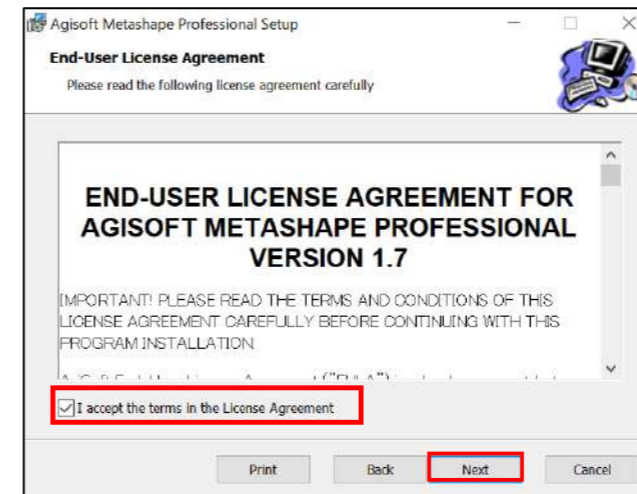 Agisoft Metashape Professional Setup
End-User License Agreement
Please read the following license agreement carefully
END-USER LICENSE AGREEMENT FOR
AGISOFT METASHAPE PROFESSIONAL
VERSION 1.7
IMPORTANT! PLEASE READ THE TERMS AND CONDITIONS OF THIS
LICENSE AGREEMENT CAREFULLY BEFORE CONTINUING WITH THIS
PROGRAM INSTALLATION.
I accept the terms in the License Agreement
Print Back Next Cancel